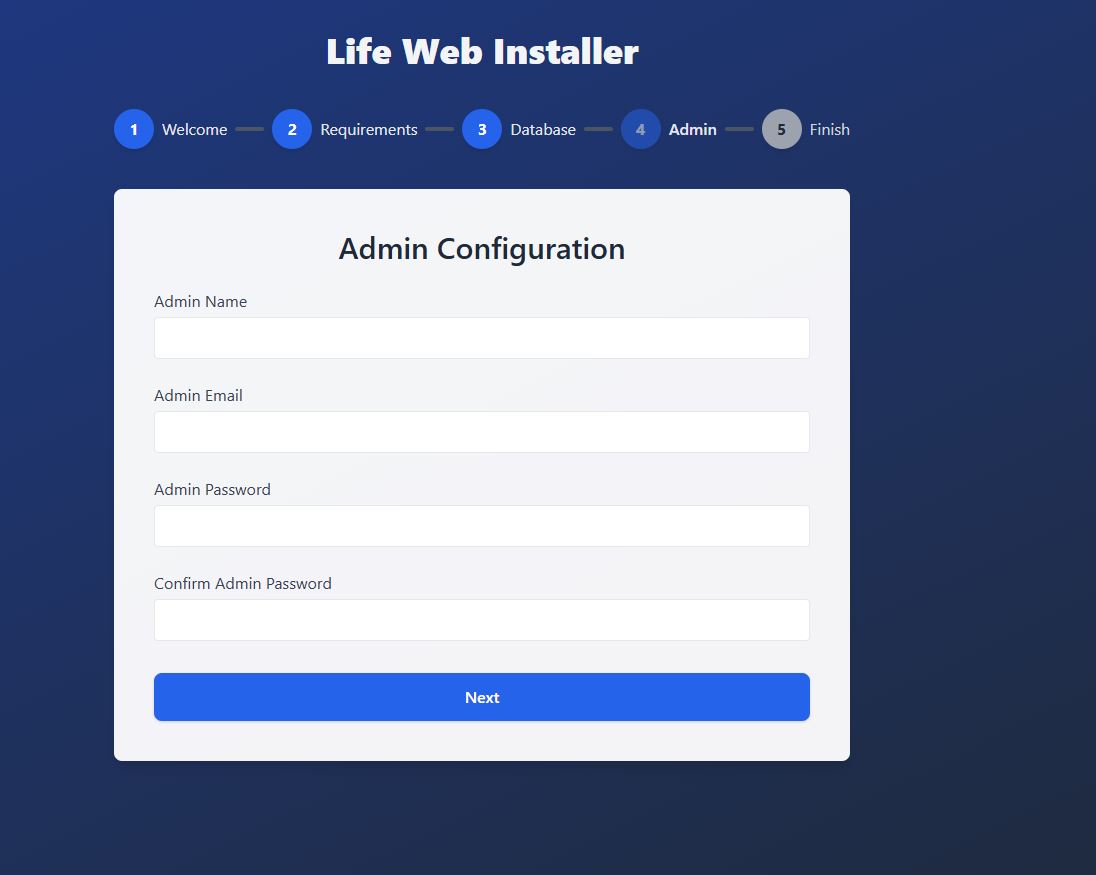 Life Web Installer
1 Welcome 2 Requirements 3 Database 4 Admin 5 Finish
Admin Configuration
Admin Name
Admin Email
Admin Password
Confirm Admin Password
Next